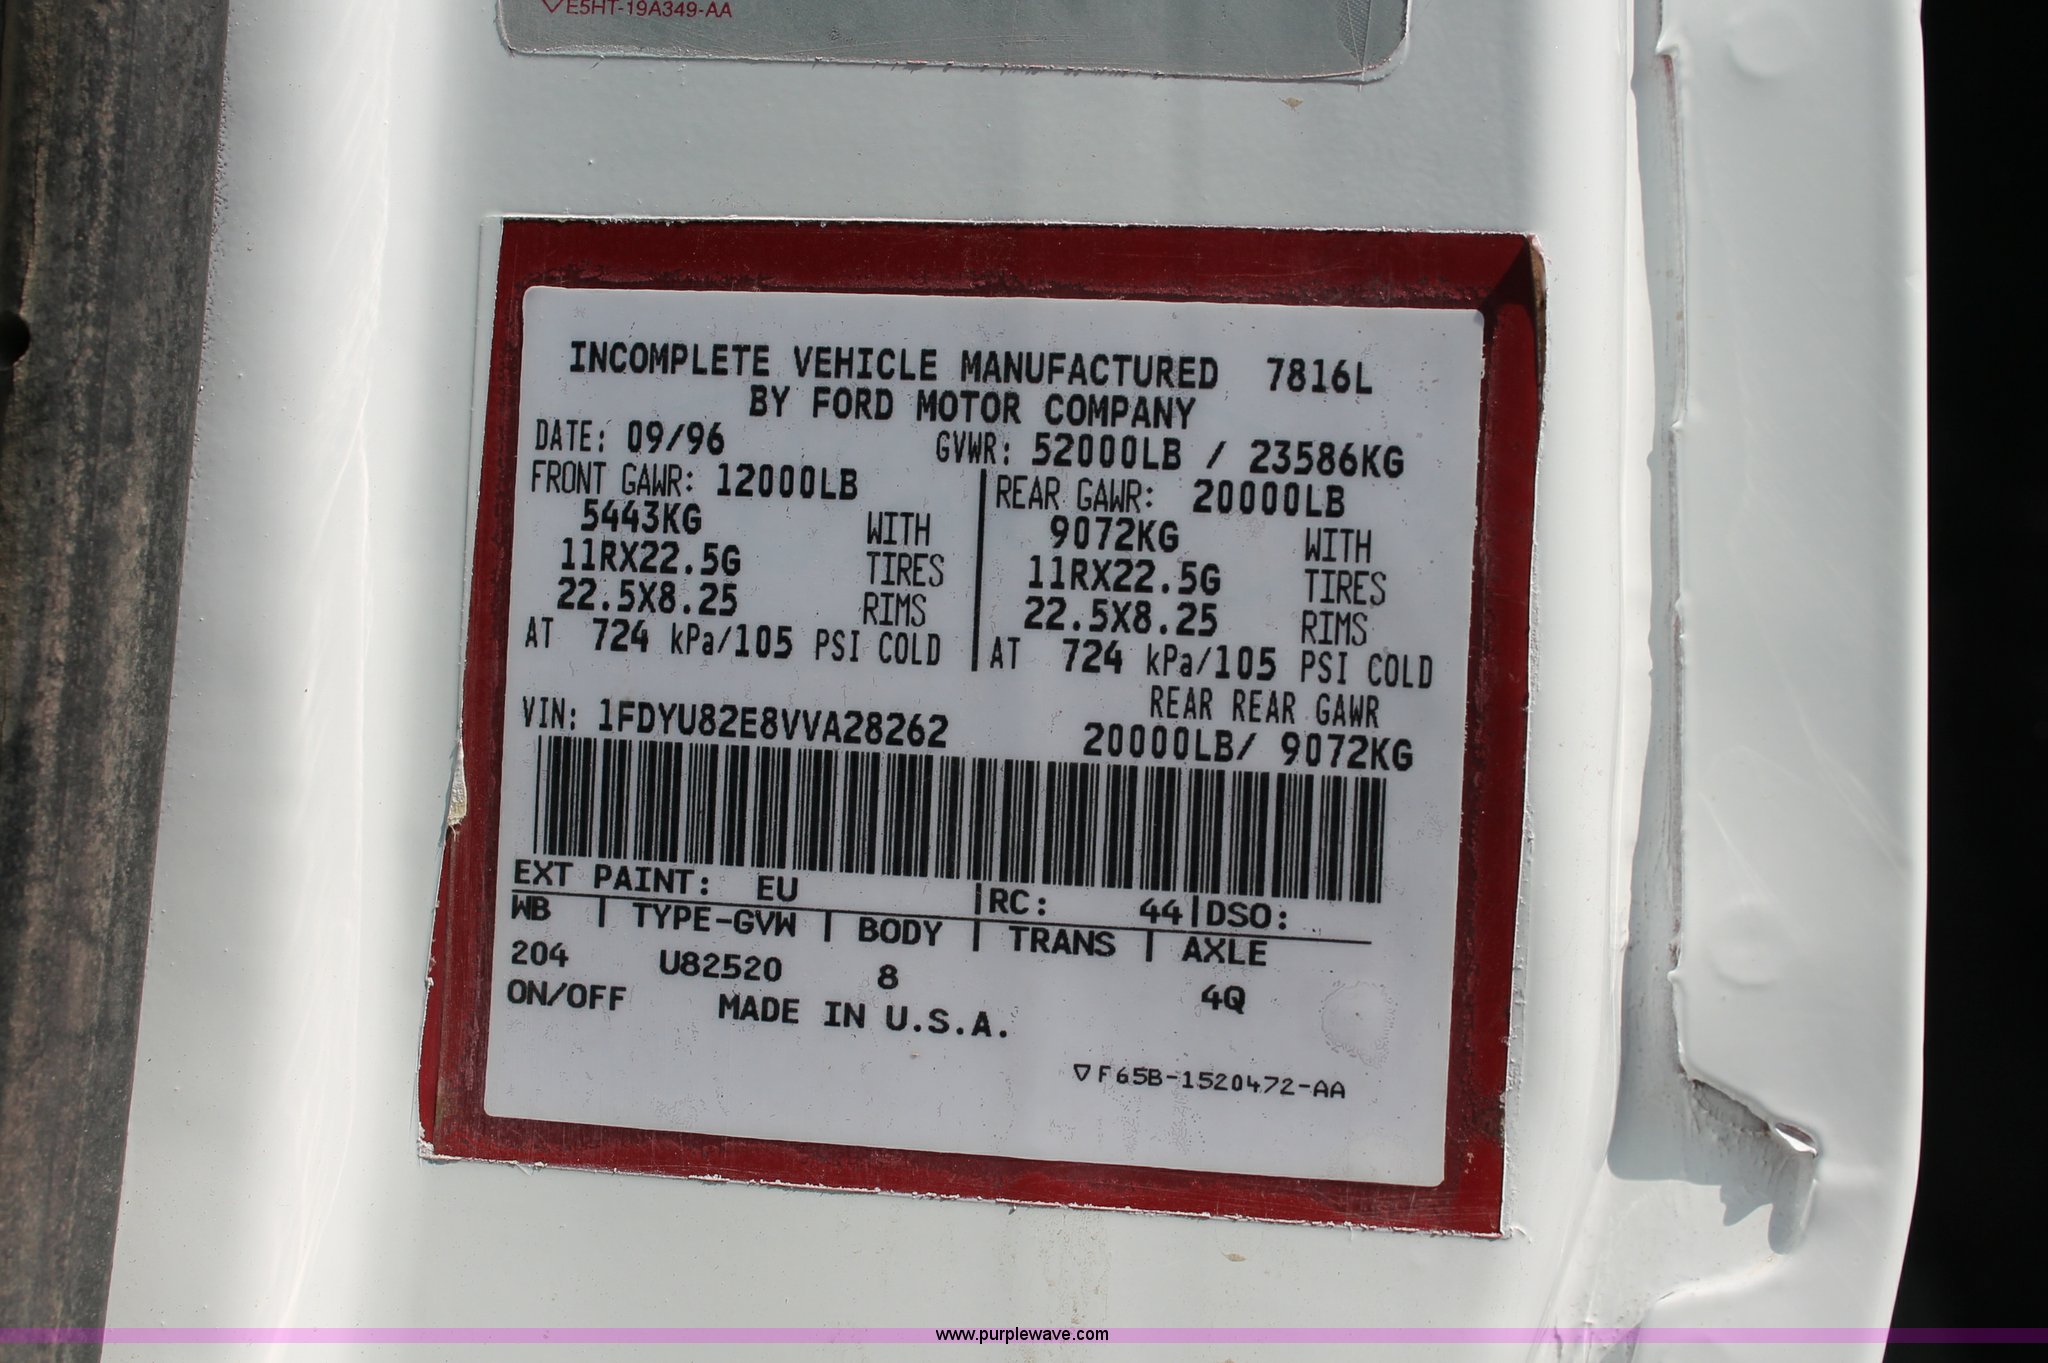 ▽E5HT-19A349-AA
INCOMPLETE VEHICLE MANUFACTURED 7816L
BY FORD MOTOR COMPANY
DATE: 09/96 GVWR: 52000LB / 23586KG
FRONT GAWR: 12000LB REAR GAWR: 20000LB
5443KG WITH 9072KG WITH
11RX22.5G TIRES 11RX22.5G TIRES
22.5X8.25 RIMS 22.5X8.25 RIMS
AT 724 kPa/105 PSI COLD AT 724 kPa/105 PSI COLD
REAR REAR GAWR
VIN: 1FDYU82E8VVA28262 20000LB/ 9072KG
EXT PAINT: EU |RC: 44|DSO:
WB | TYPE-GVW | BODY | TRANS | AXLE
204 U82520 8 4Q
ON/OFF MADE IN U.S.A.
▽F65B-1520472-AA
www.purplewave.com